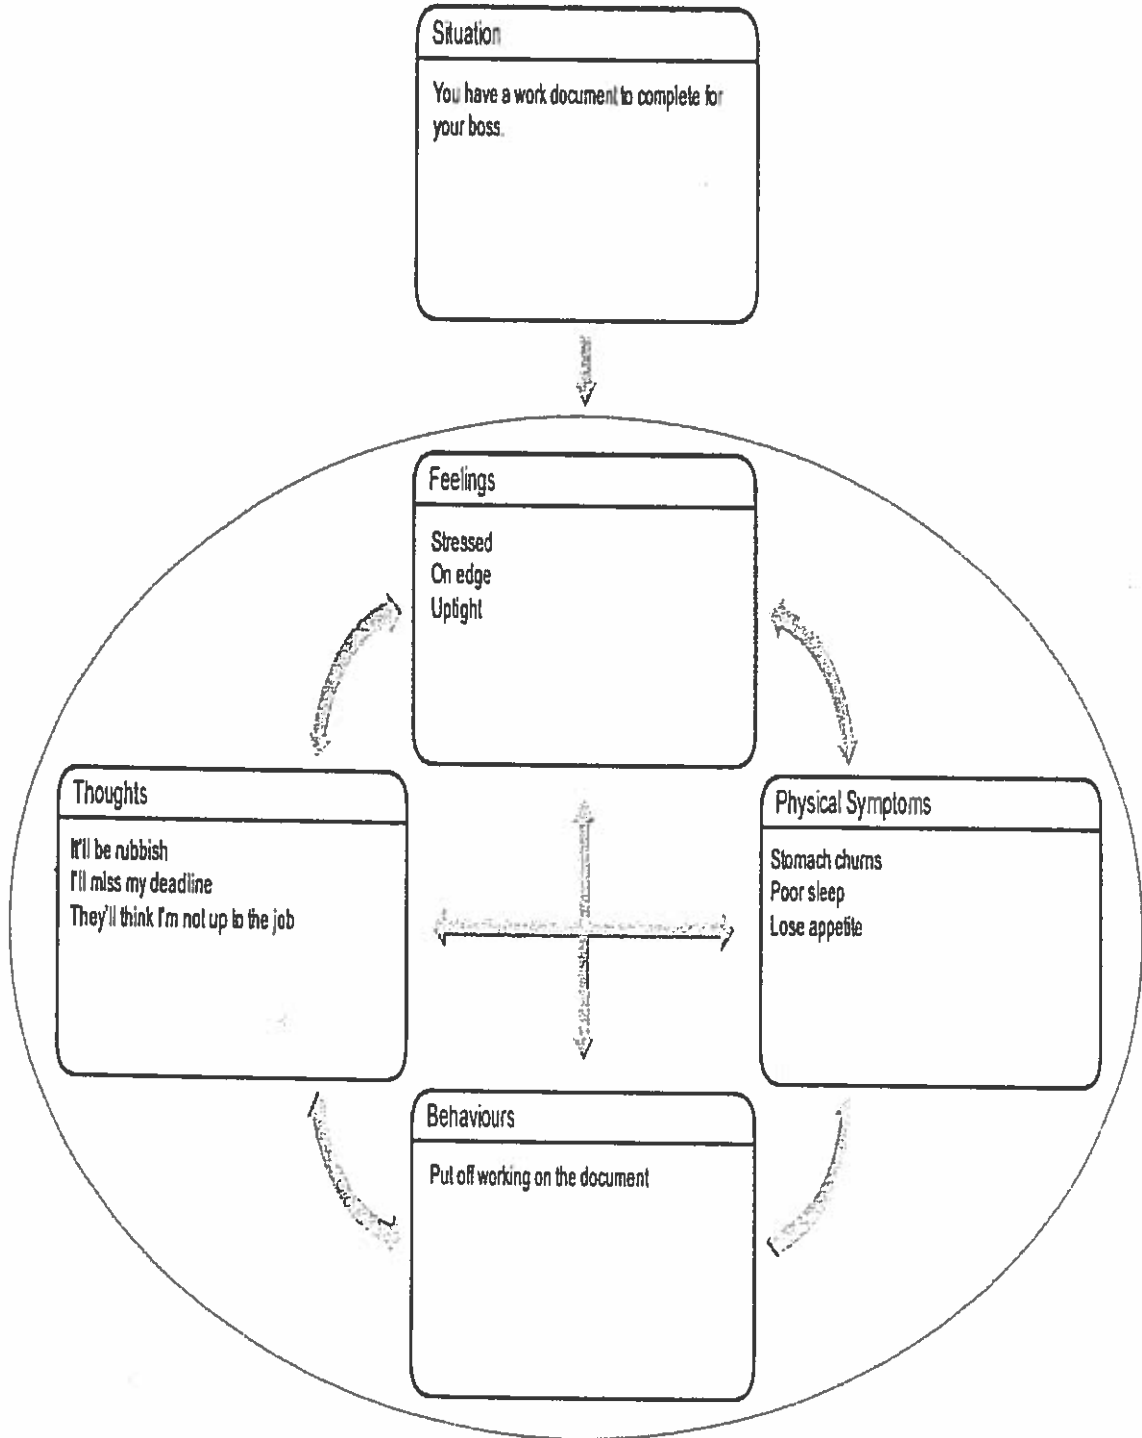 Situation
You have a work document to complete for
your boss.
Feelings
Stressed
On edge
Uptight
Thoughts
It'll be rubbish
I'll miss my deadline
They'll think I'm not up to the job
Physical Symptoms
Stomach churns
Poor sleep
Lose appetite
Behaviours
Put off working on the document